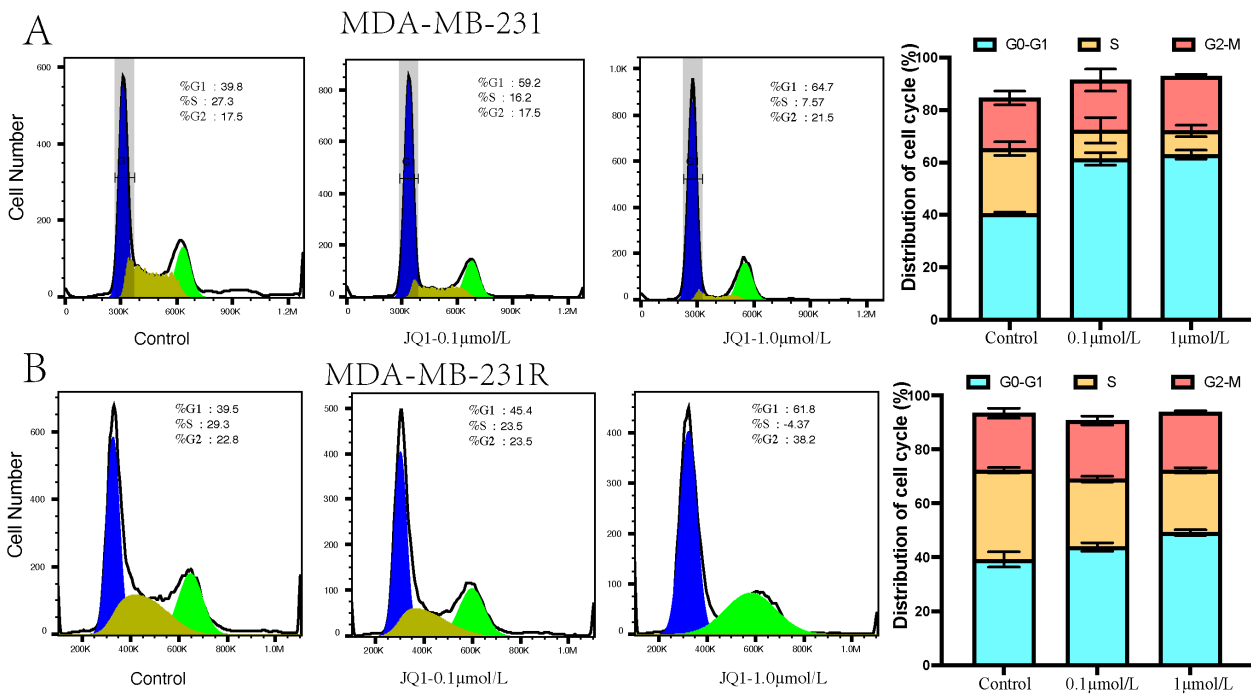 A
MDA-MB-231
Cell Number
600
400
200
0
%G1 : 39.8
%S : 27.3
%G2 : 17.5
0
300K
600K
900K
1.2M
Control
800
600
400
200
0
%G1 : 59.2
%S : 16.2
%G2 : 17.5
0
300K
600K
900K
1.2M
JQ1-0.1μmol/L
1.0K
800
600
400
200
0
%G1 : 64.7
%S : 7.57
%G2 : 21.5
0
300K
600K
900K
1.2M
JQ1-1.0μmol/L
G0-G1
S
G2-M
Distribution of cell cycle (%)
100
80
60
40
20
0
Control
0.1μmol/L
1μmol/L
B
MDA-MB-231R
Cell Number
600
400
200
0
%G1 : 39.5
%S : 29.3
%G2 : 22.8
200K
400K
600K
800K
1.0M
Control
500
400
300
200
100
0
%G1 : 45.4
%S : 23.5
%G2 : 23.5
200K
400K
600K
800K
1.0M
JQ1-0.1μmol/L
400
300
200
100
0
%G1 : 61.8
%S : -4.37
%G2 : 38.2
200K
400K
600K
800K
1.0M
JQ1-1.0μmol/L
G0-G1
S
G2-M
Distribution of cell cycle (%)
100
80
60
40
20
0
Control
0.1μmol/L
1μmol/L